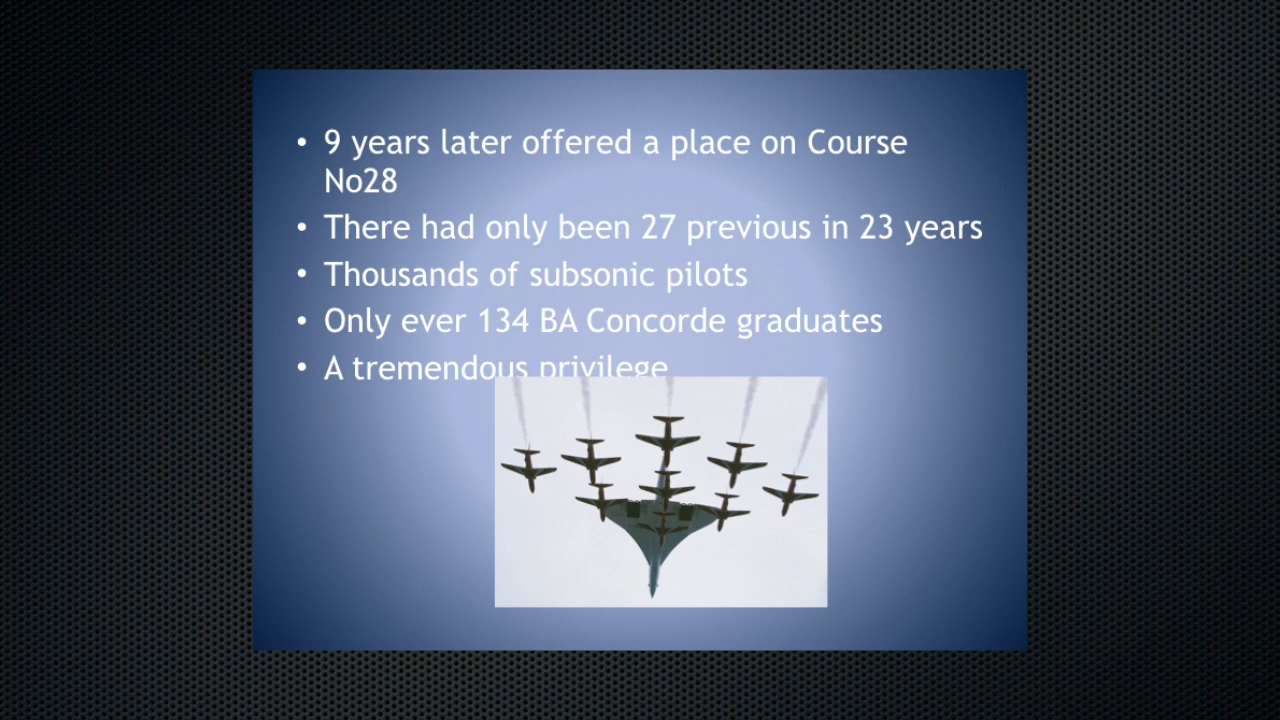 • 9 years later offered a place on Course
No28
• There had only been 27 previous in 23 years
• Thousands of subsonic pilots
• Only ever 134 BA Concorde graduates
• A tremendous privilege